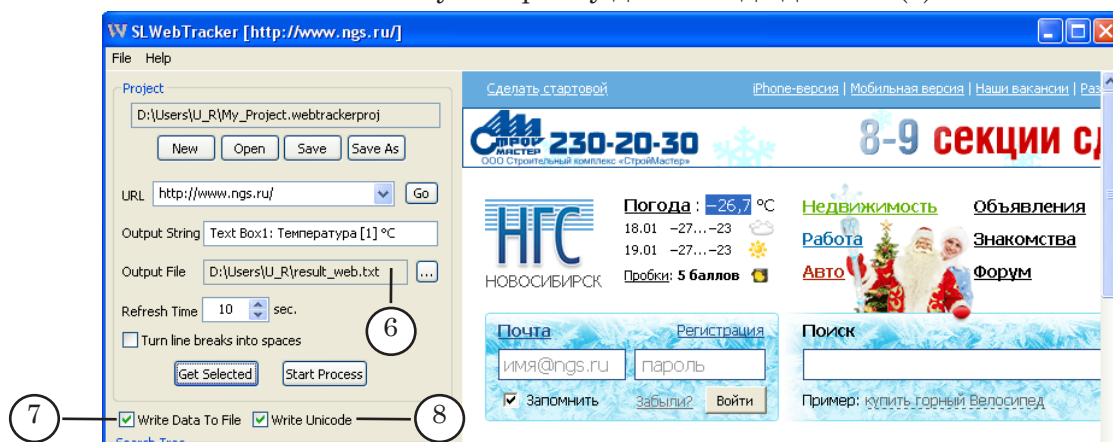 SLWebTracker [http://www.ngs.ru/]
File Help
Project
D:\Users\U_R\My_Project.webtrackerproj
New Open Save Save As
URL http://www.ngs.ru/ Go
Output String Text Box1: Температура [1] °C
Output File D:\Users\U_R\result_web.txt ...
6
Refresh Time 10 sec.
Turn line breaks into spaces
Get Selected Start Process
7 Write Data To File Write Unicode 8
Сделать стартовой iPhone-версия | Мобильная версия | Наши вакансии | Раз
СТРОЙ МАСТЕР 230-20-30
ООО Строительный комплекс «СтройМастер»
8-9 секции
НГС
НОВОСИБИРСК
Погода : −26,7 °C
18.01 −27...−23
19.01 −27...−23
Пробки: 5 баллов
Недвижимость Объявления
Работа Знакомства
Авто Форум
Почта Регистрация
имя@ngs.ru пароль
Запомнить Забыли? Войти
Поиск
Пример: купить горный Велосипед